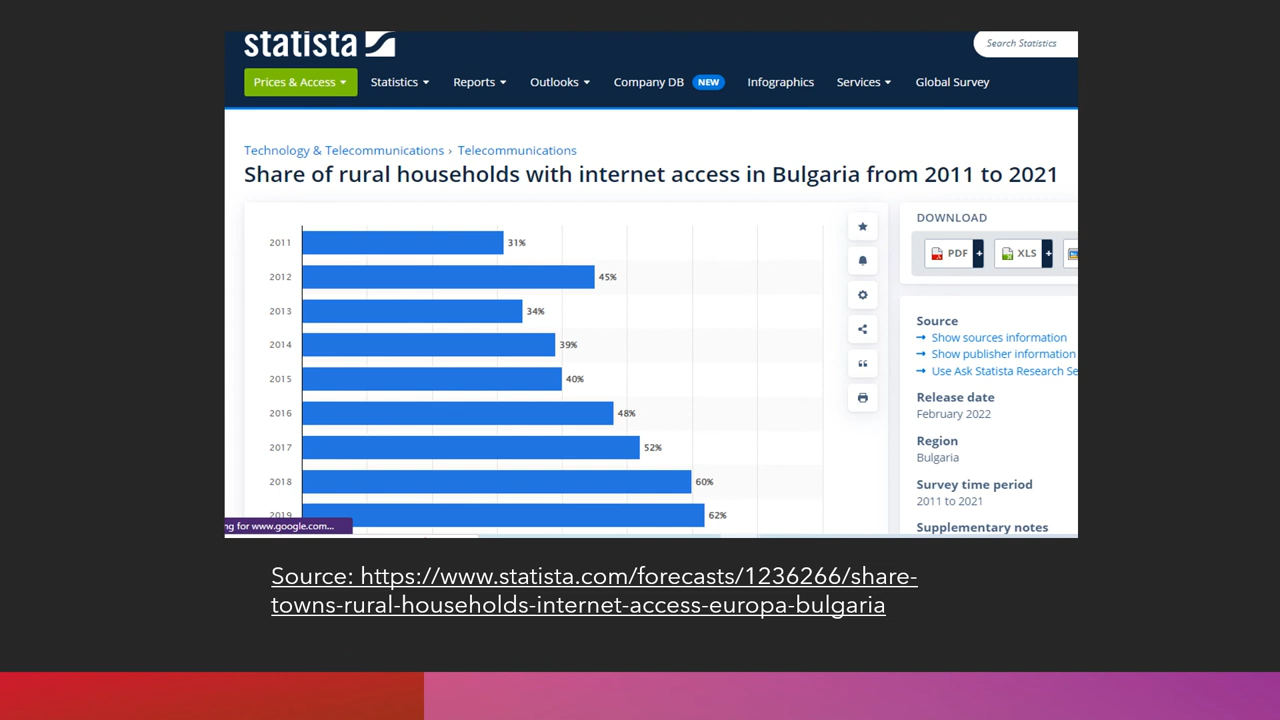 statista
Search Statistics
Prices & Access Statistics Reports Outlooks Company DB NEW Infographics Services Global Survey
Technology & Telecommunications › Telecommunications
Share of rural households with internet access in Bulgaria from 2011 to 2021
2011 31%
2012 45%
2013 34%
2014 39%
2015 40%
2016 48%
2017 52%
2018 60%
2019 62%
ng for www.google.com...
DOWNLOAD
PDF + XLS +
Source
→ Show sources information
→ Show publisher information
→ Use Ask Statista Research Se
Release date
February 2022
Region
Bulgaria
Survey time period
2011 to 2021
Supplementary notes
Source: https://www.statista.com/forecasts/1236266/share-
towns-rural-households-internet-access-europa-bulgaria